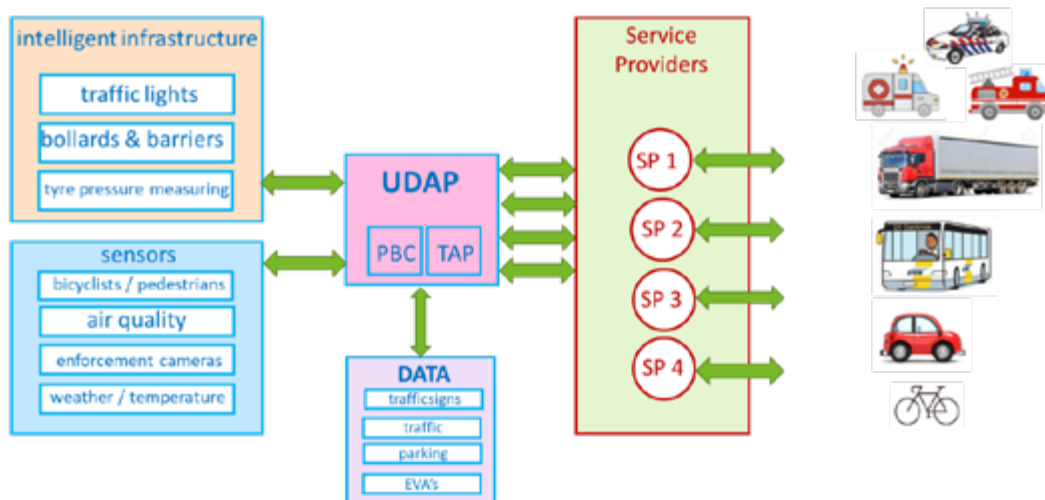 intelligent infrastructure
traffic lights
bollards & barriers
tyre pressure measuring
sensors
bicyclists / pedestrians
air quality
enforcement cameras
weather / temperature
UDAP
PBC
TAP
DATA
trafficsigns
traffic
parking
EVA's
Service
Providers
SP 1
SP 2
SP 3
SP 4